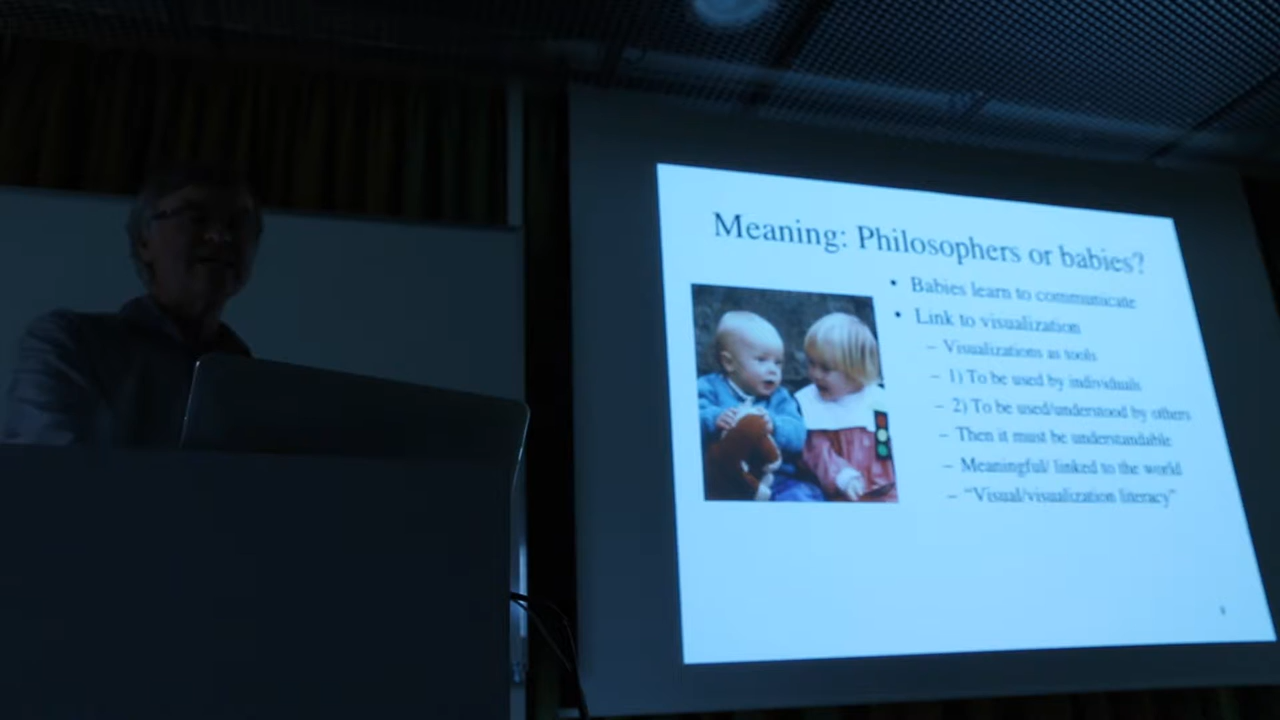 Meaning: Philosophers or babies?
• Babies learn to communicate
• Link to visualization
– Visualizations as tools
– 1) To be used by individuals
– 2) To be used/understood by others
– Then it must be understandable
– Meaningful/ linked to the world
– "Visual/visualization literacy"
9